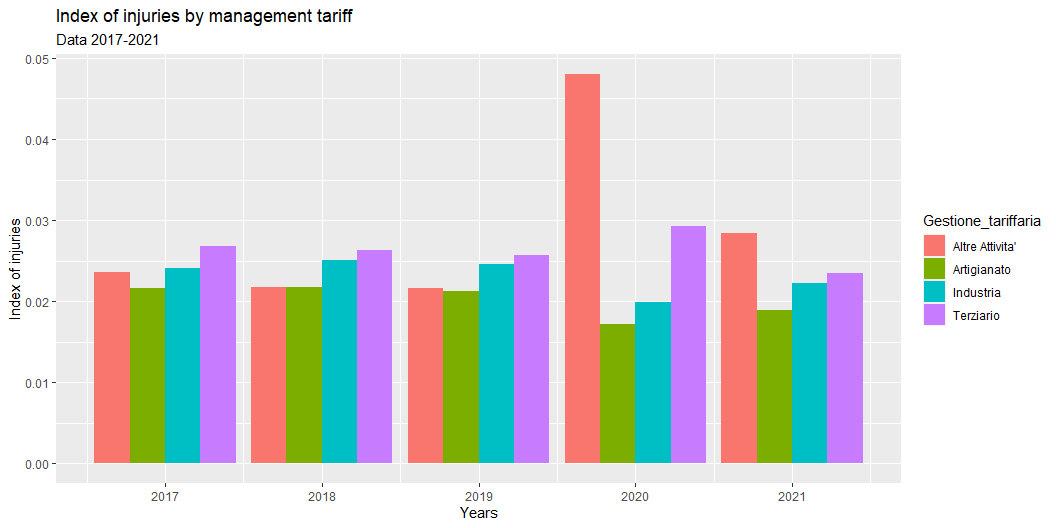 Index of injuries by management tariff
Data 2017-2021
0.05
0.04
0.03
0.02
0.01
0.00
Index of injuries
2017
2018
2019
2020
2021
Years
Gestione_tariffaria
Altre Attivita'
Artigianato
Industria
Terziario